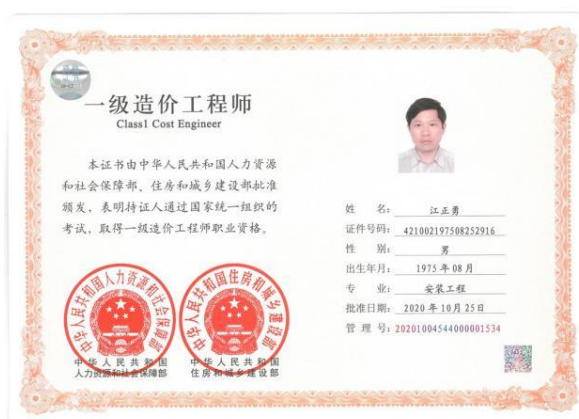 一级造价工程师
Class1 Cost Engineer
本证书由中华人民共和国人力资源
和社会保障部、住房和城乡建设部批准
颁发，表明持证人通过国家统一组织的
考试，取得一级造价工程师职业资格。
中华人民共和国人力资源和社会保障部
中华人民共和国住房和城乡建设部
中华人民共和国
人力资源和社会保障部
中华人民共和国
住房和城乡建设部
姓 名： 江正勇
证件号码： 421002197508252916
性 别： 男
出生年月： 1975年08月
专 业： 安装工程
批准日期： 2020年10月25日
管 理 号： 20201004544000001534